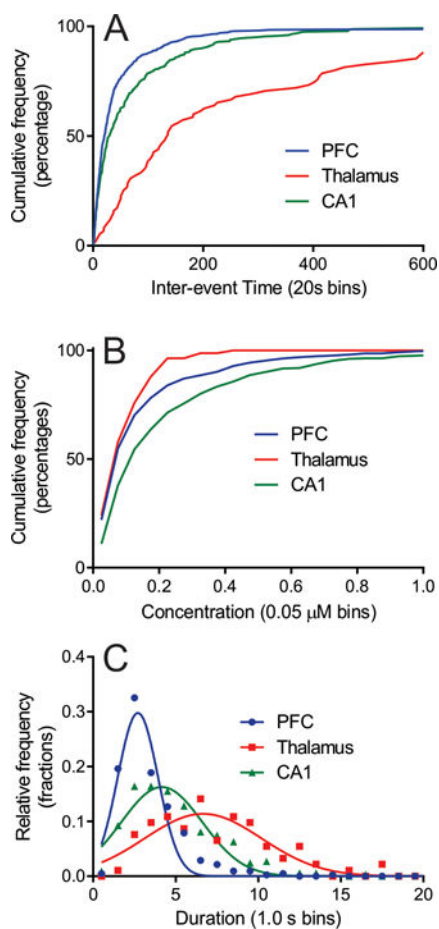 A
Cumulative frequency
(percentage)
100
50
0
PFC
Thalamus
CA1
0 200 400 600
Inter-event Time (20s bins)
B
Cumulative frequency
(percentages)
100
50
0
PFC
Thalamus
CA1
0.0 0.2 0.4 0.6 0.8 1.0
Concentration (0.05 µM bins)
C
Relative frequency
(fractions)
0.4
0.3
0.2
0.1
0.0
PFC
Thalamus
CA1
0 5 10 15 20
Duration (1.0 s bins)